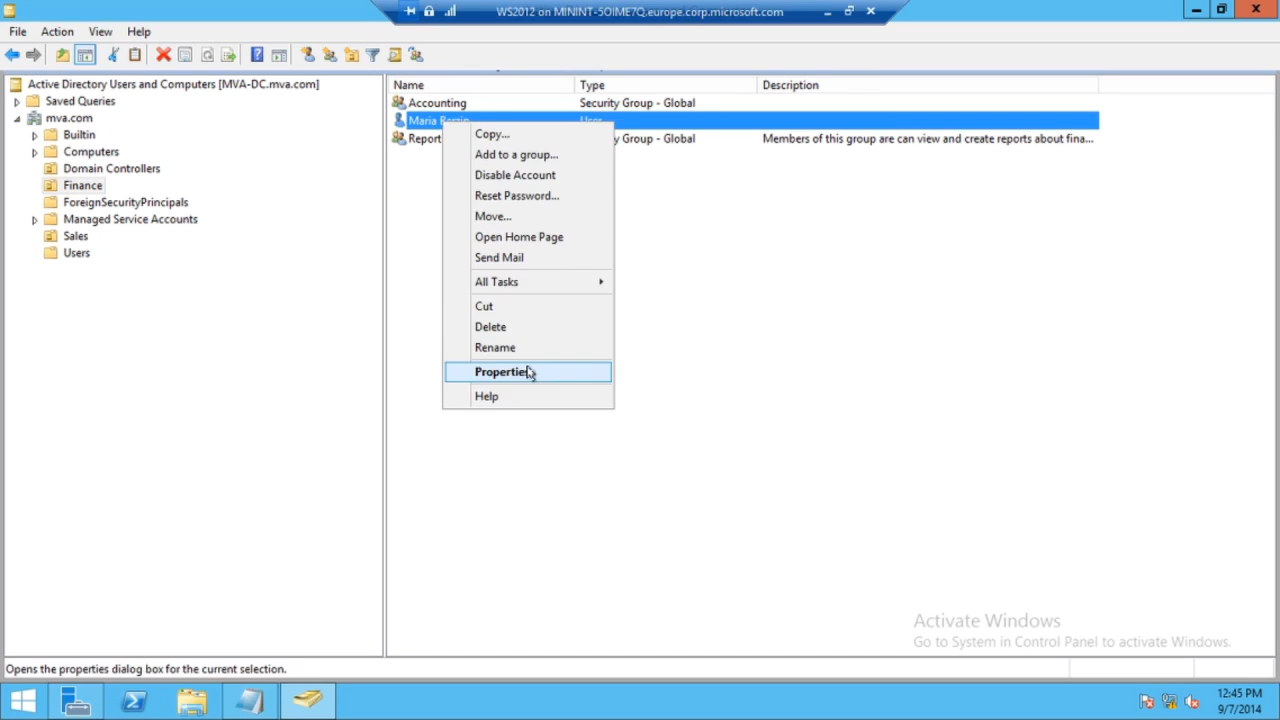 WS2012 on MININT-5OIME7Q.europe.corp.microsoft.com
File Action View Help
Active Directory Users and Computers [MVA-DC.mva.com]
Saved Queries
mva.com
Builtin
Computers
Domain Controllers
Finance
ForeignSecurityPrincipals
Managed Service Accounts
Sales
Users
Name Type Description
Accounting Security Group - Global
Maria
Report y Group - Global Members of this group are can view and create reports about fina...
Copy...
Add to a group...
Disable Account
Reset Password...
Move...
Open Home Page
Send Mail
All Tasks
Cut
Delete
Rename
Properties
Help
Activate Windows
Go to System in Control Panel to activate Windows.
Opens the properties dialog box for the current selection.
12:45 PM
9/7/2014